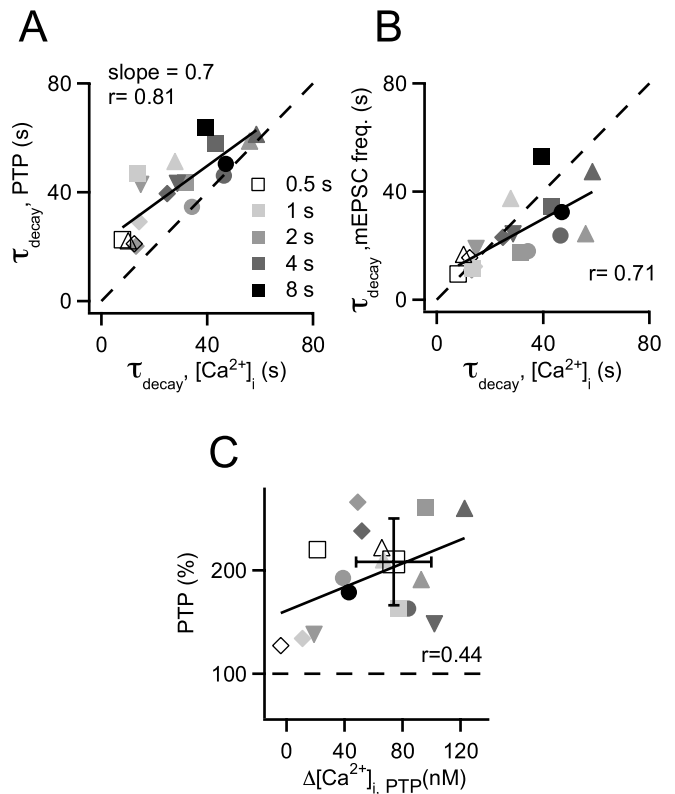 A
slope = 0.7
r= 0.81
80
40
0
τdecay, PTP (s)
0.5 s
1 s
2 s
4 s
8 s
0 40 80
τdecay, [Ca2+]i (s)
B
80
40
0
τdecay ,mEPSC freq. (s)
r= 0.71
0 40 80
τdecay, [Ca2+]i (s)
C
200
100
PTP (%)
r=0.44
0 40 80 120
Δ[Ca2+]i, PTP(nM)